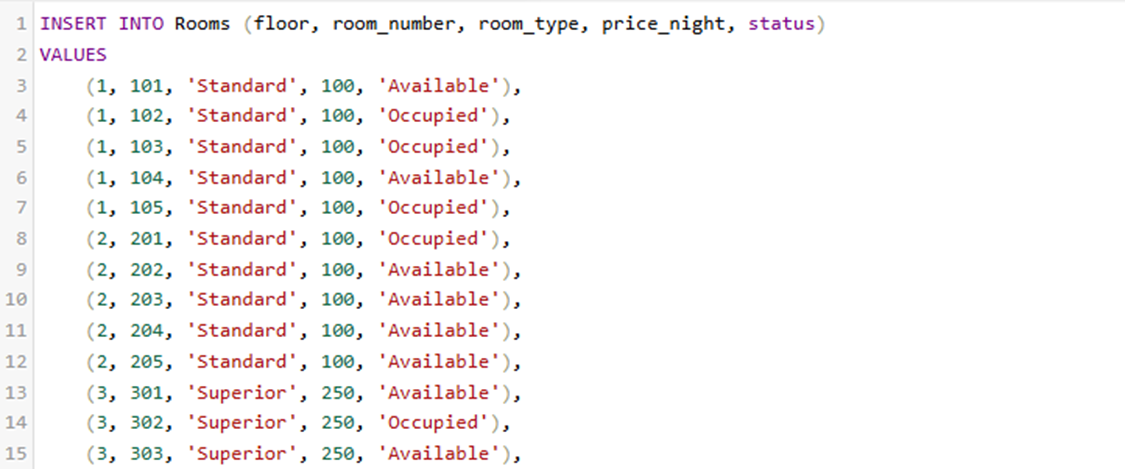 1 INSERT INTO Rooms (floor, room_number, room_type, price_night, status)
2 VALUES
3 (1, 101, 'Standard', 100, 'Available'),
4 (1, 102, 'Standard', 100, 'Occupied'),
5 (1, 103, 'Standard', 100, 'Occupied'),
6 (1, 104, 'Standard', 100, 'Available'),
7 (1, 105, 'Standard', 100, 'Occupied'),
8 (2, 201, 'Standard', 100, 'Occupied'),
9 (2, 202, 'Standard', 100, 'Available'),
10 (2, 203, 'Standard', 100, 'Available'),
11 (2, 204, 'Standard', 100, 'Available'),
12 (2, 205, 'Standard', 100, 'Available'),
13 (3, 301, 'Superior', 250, 'Available'),
14 (3, 302, 'Superior', 250, 'Occupied'),
15 (3, 303, 'Superior', 250, 'Available'),